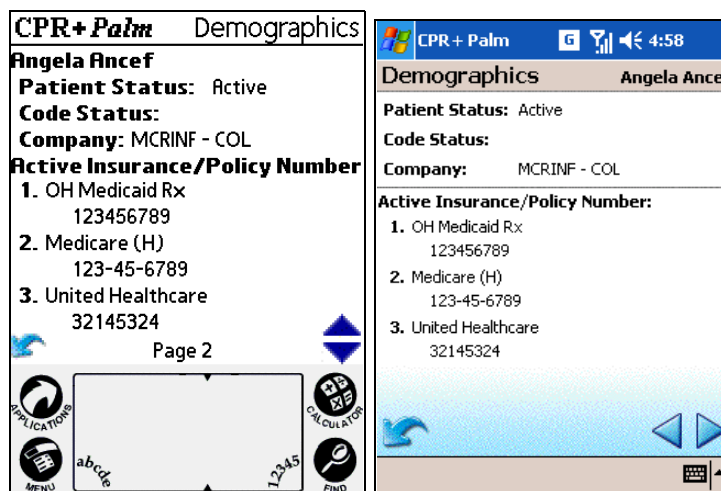 CPR+Palm Demographics
Angela Ancef
Patient Status: Active
Code Status:
Company: MCRINF - COL
Active Insurance/Policy Number
1. OH Medicaid Rx
123456789
2. Medicare (H)
123-45-6789
3. United Healthcare
32145324
Page 2
APPLICATIONS
CALCULATOR
MENU
abcde
12345
FIND
CPR + Palm G 4:58
Demographics Angela Ance
Patient Status: Active
Code Status:
Company: MCRINF - COL
Active Insurance/Policy Number:
1. OH Medicaid Rx
123456789
2. Medicare (H)
123-45-6789
3. United Healthcare
32145324